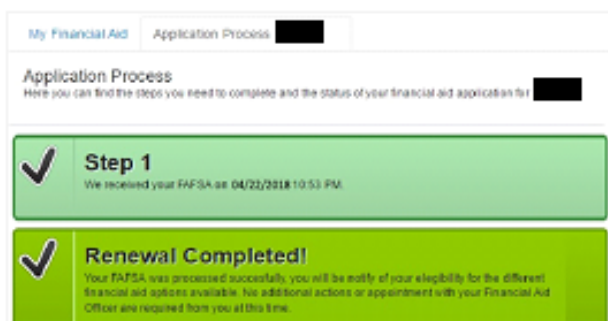 My Financial Aid Application Process
Application Process
Here you can find the steps you need to complete and the status of your financial aid application for
Step 1
We received your FAFSA on 04/22/2018 10:53 PM.
Renewal Completed!
Your FAFSA was processed succesfully, you will be notify of your elegibility for the different
financial aid options available. No additional actions or appointment with your Financial Aid
Officer are required from you at this time.